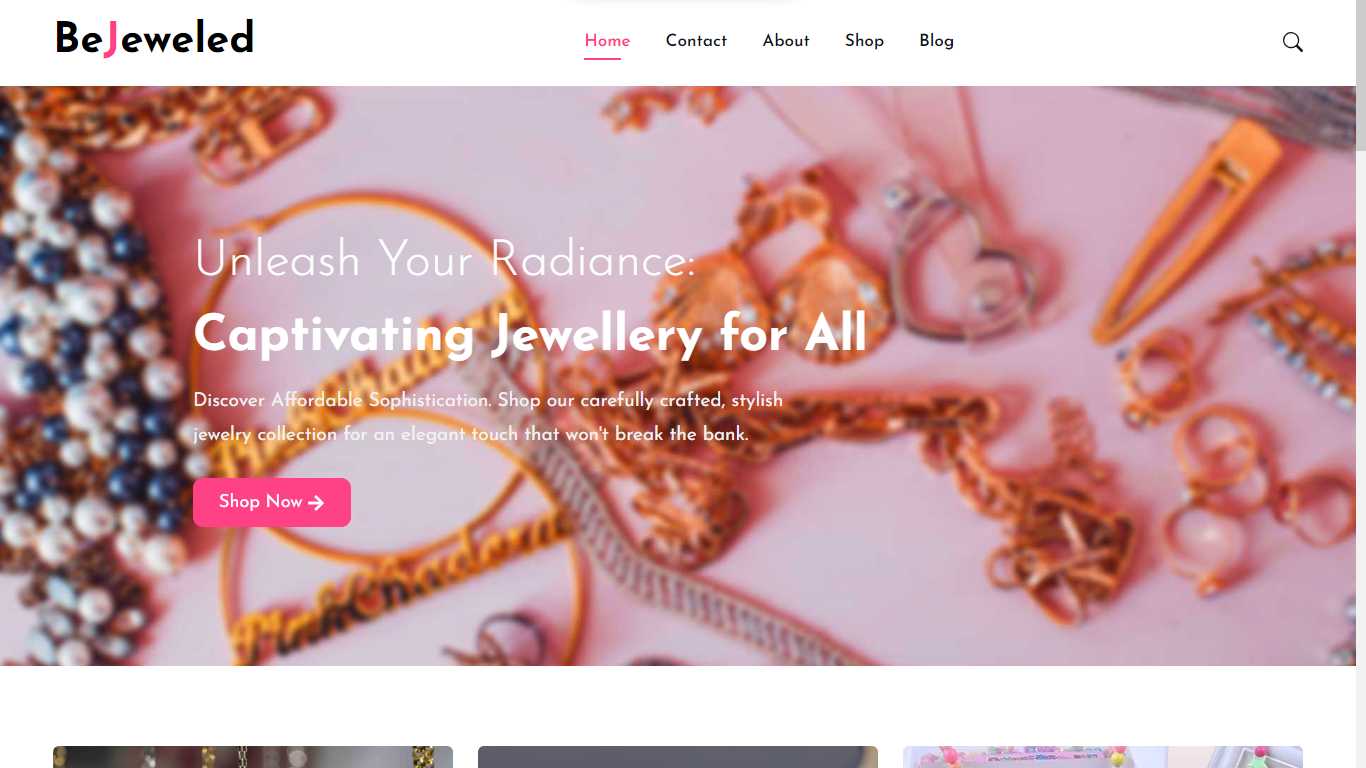 BeJeweled
Home Contact About Shop Blog
Unleash Your Radiance:
Captivating Jewellery for All
Discover Affordable Sophistication. Shop our carefully crafted, stylish
jewelry collection for an elegant touch that won't break the bank.
Shop Now